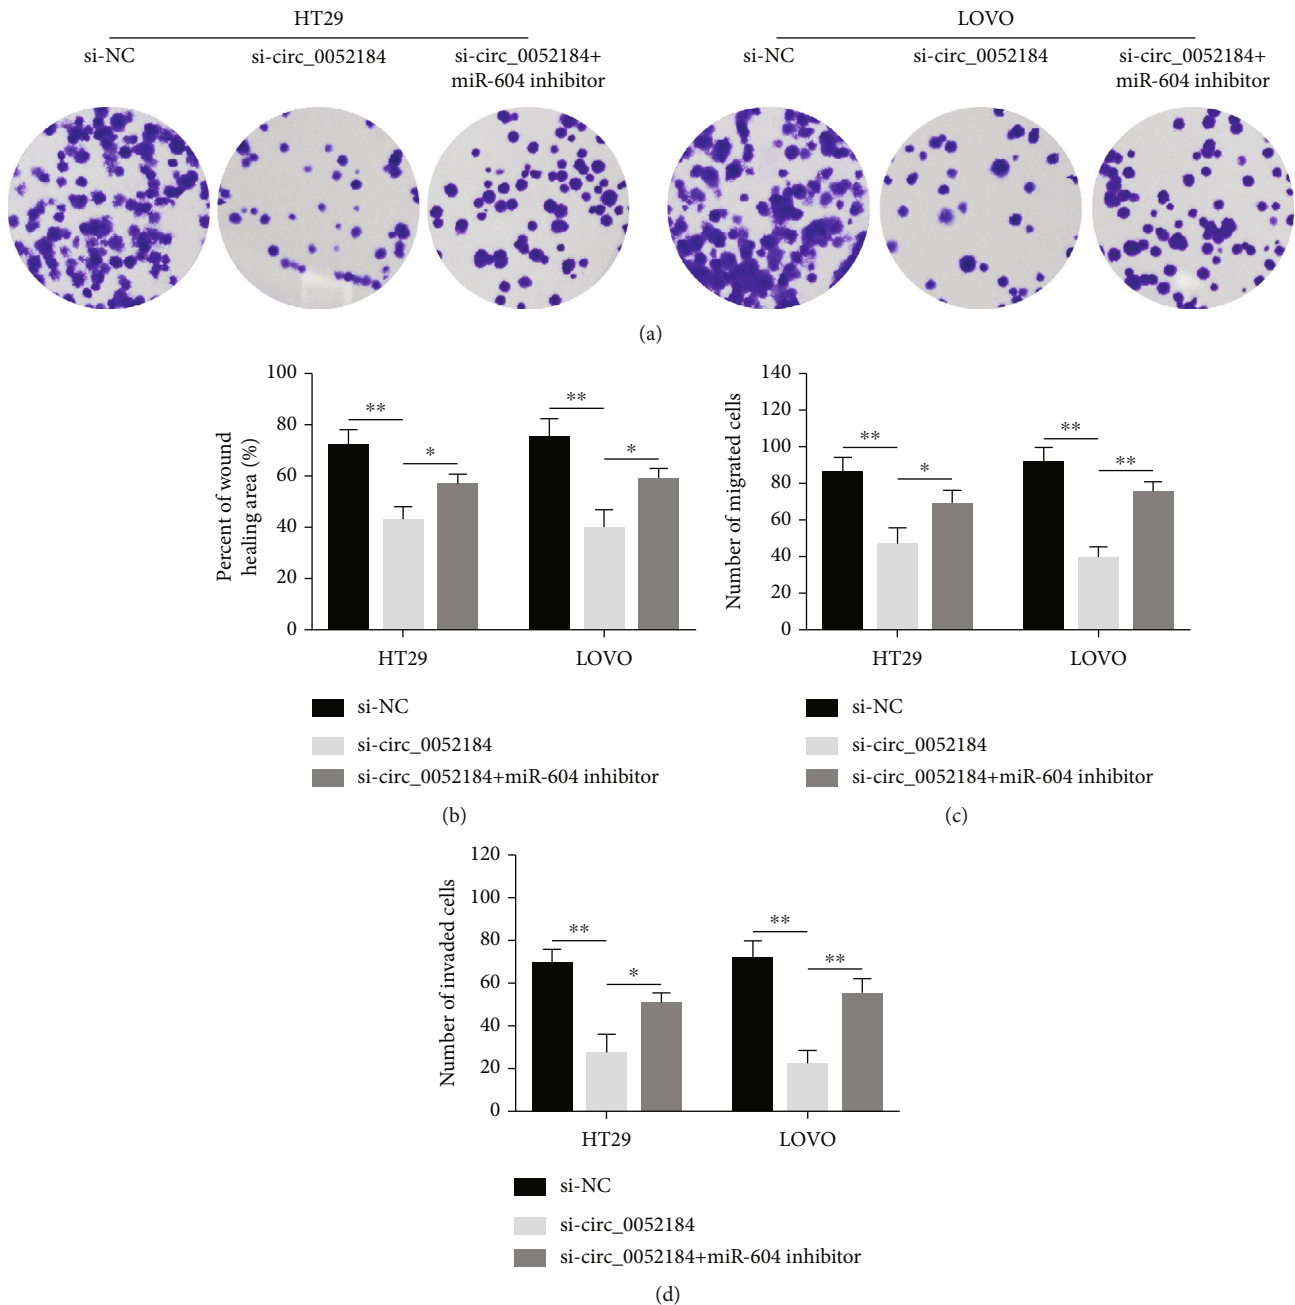 HT29
LOVO
si-NC
si-circ_0052184
si-circ_0052184+
miR-604 inhibitor
si-NC
si-circ_0052184
si-circ_0052184+
miR-604 inhibitor
(a)
Percent of wound
healing area (%)
100
80
60
40
20
0
**
*
**
*
HT29
LOVO
si-NC
si-circ_0052184
si-circ_0052184+miR-604 inhibitor
(b)
Number of migrated cells
140
120
100
80
60
40
20
0
**
*
**
**
HT29
LOVO
si-NC
si-circ_0052184
si-circ_0052184+miR-604 inhibitor
(c)
Number of invaded cells
120
100
80
60
40
20
0
**
*
**
**
HT29
LOVO
si-NC
si-circ_0052184
si-circ_0052184+miR-604 inhibitor
(d)